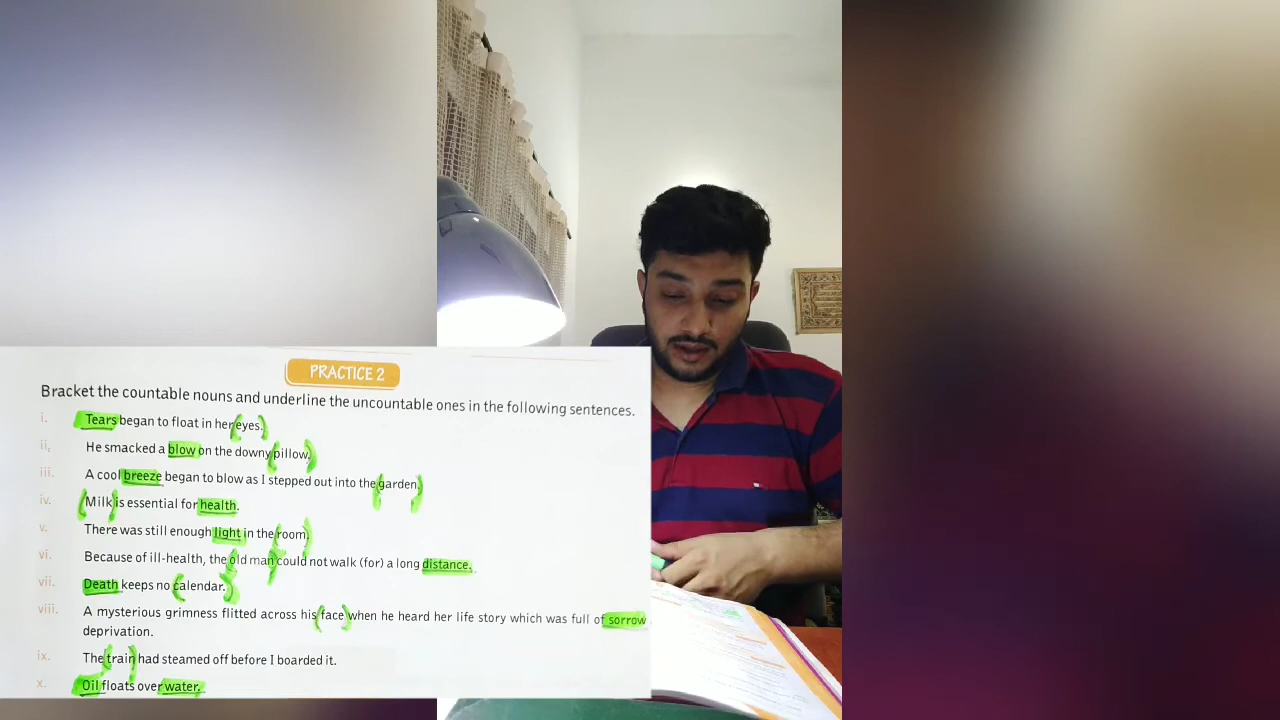 PRACTICE 2
Bracket the countable nouns and underline the uncountable ones in the following sentences.
i. Tears began to float in her eyes.
ii. He smacked a blow on the downy pillow.
iii. A cool breeze began to blow as I stepped out into the garden.
iv. Milk is essential for health.
v. There was still enough light in the room.
vi. Because of ill-health, the old man could not walk (for) a long distance.
vii. Death keeps no calendar.
viii. A mysterious grimness flitted across his face when he heard her life story which was full of sorrow
deprivation.
ix. The train had steamed off before I boarded it.
x. Oil floats over water.